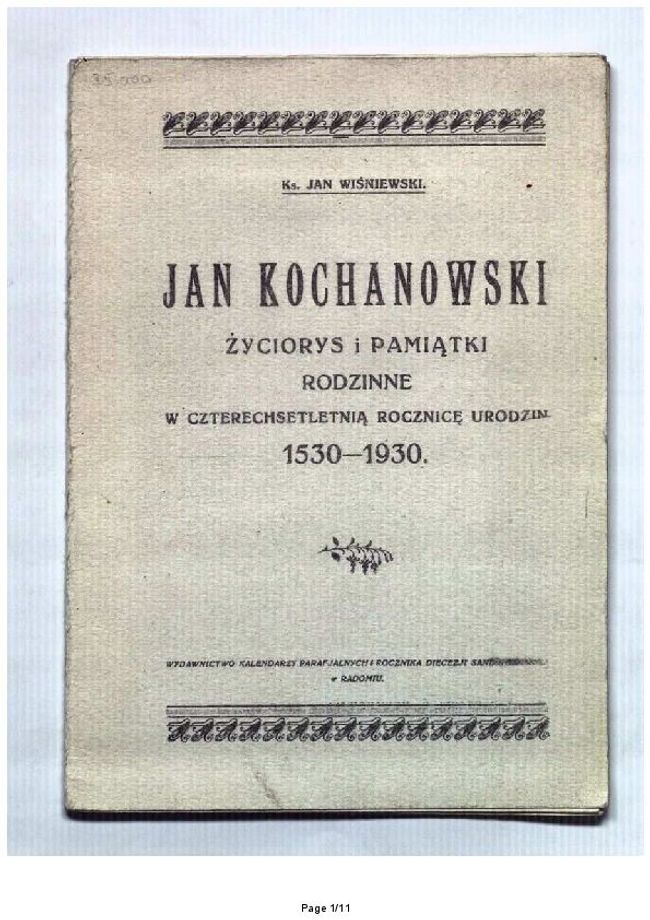 Ks. JAN WIŚNIEWSKI.
JAN KOCHANOWSKI
ŻYCIORYS i PAMIĄTKI
RODZINNE
W CZTERECHSETLETNIĄ ROCZNICĘ URODZIN
1530—1930.
WYDAWNICTWO KALENDARZY PARAFJALNYCH i ROCZNIKA DIECEZJI
w RADOMIU.
Page 1/11